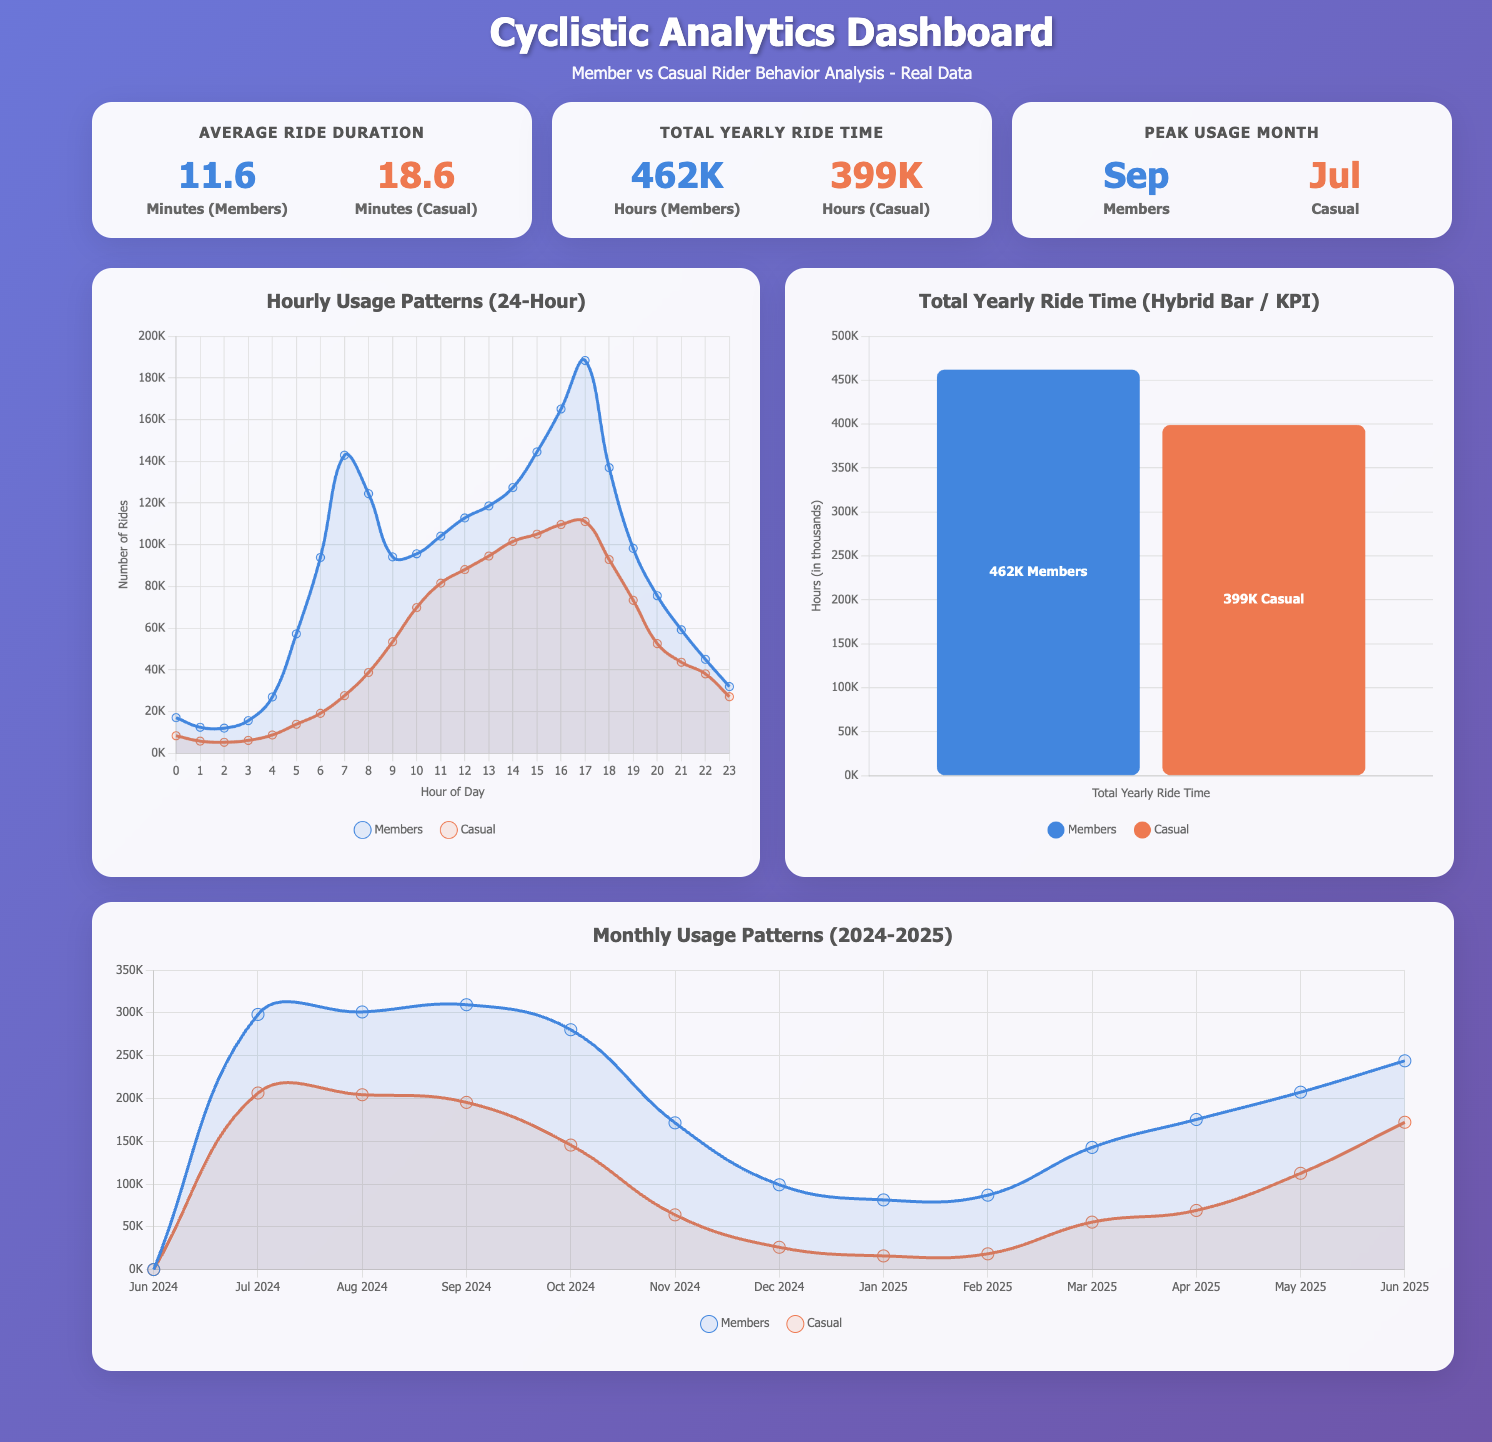 Cyclistic Analytics Dashboard
Member vs Casual Rider Behavior Analysis - Real Data
AVERAGE RIDE DURATION
11.6
Minutes (Members)
18.6
Minutes (Casual)
TOTAL YEARLY RIDE TIME
462K
Hours (Members)
399K
Hours (Casual)
PEAK USAGE MONTH
Sep
Members
Jul
Casual
Hourly Usage Patterns (24-Hour)
200K
180K
160K
140K
120K
100K
80K
60K
40K
20K
0K
Number of Rides
0 1 2 3 4 5 6 7 8 9 10 11 12 13 14 15 16 17 18 19 20 21 22 23
Hour of Day
Members Casual
Total Yearly Ride Time (Hybrid Bar / KPI)
500K
450K
400K
350K
300K
250K
200K
150K
100K
50K
0K
Hours (in thousands)
462K Members
399K Casual
Total Yearly Ride Time
Members Casual
Monthly Usage Patterns (2024-2025)
350K
300K
250K
200K
150K
100K
50K
0K
Jun 2024 Jul 2024 Aug 2024 Sep 2024 Oct 2024 Nov 2024 Dec 2024 Jan 2025 Feb 2025 Mar 2025 Apr 2025 May 2025 Jun 2025
Members Casual